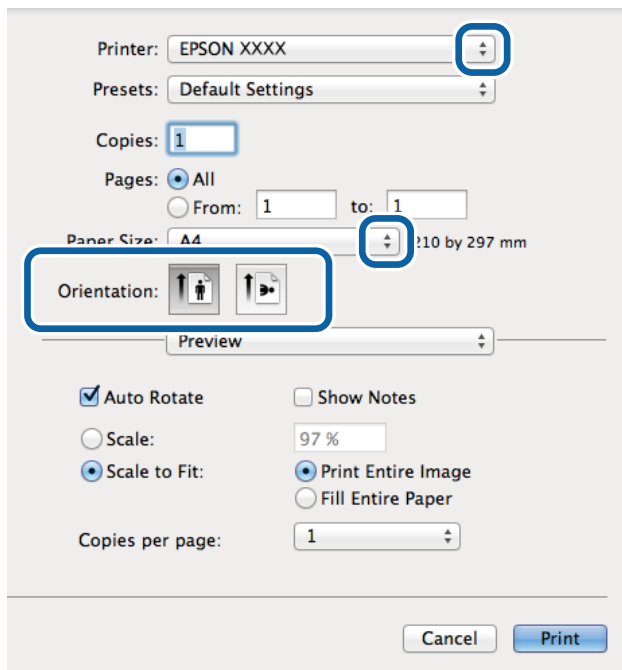 Printer: EPSON XXXX
Presets: Default Settings
Copies: 1
Pages: All
From: 1 to: 1
Paper Size: A4 210 by 297 mm
Orientation:
Preview
Auto Rotate Show Notes
Scale: 97 %
Scale to Fit: Print Entire Image
Fill Entire Paper
Copies per page: 1
Cancel Print